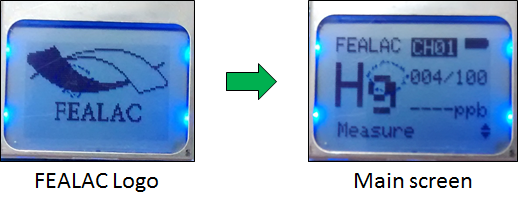 FEALAC
FEALAC Logo
FEALAC CH01
Hg
004/100
----ppb
Measure
Main screen